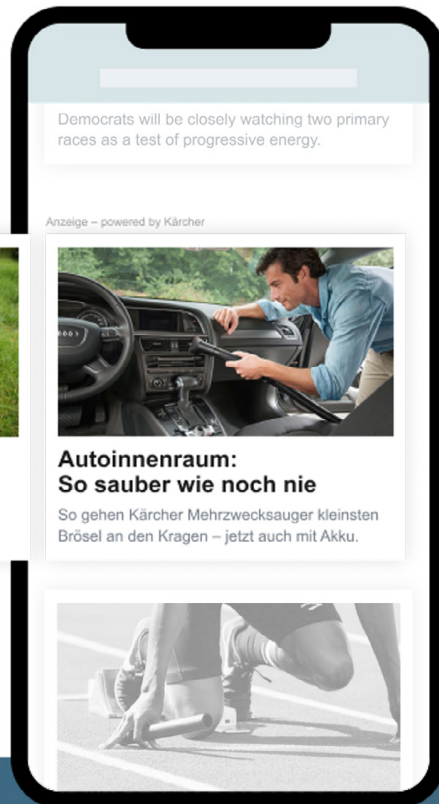 Democrats will be closely watching two primary
races as a test of progressive energy.
Anzeige – powered by Kärcher
Autoinnenraum:
So sauber wie noch nie
So gehen Kärcher Mehrzwecksauger kleinsten
Brösel an den Kragen – jetzt auch mit Akku.